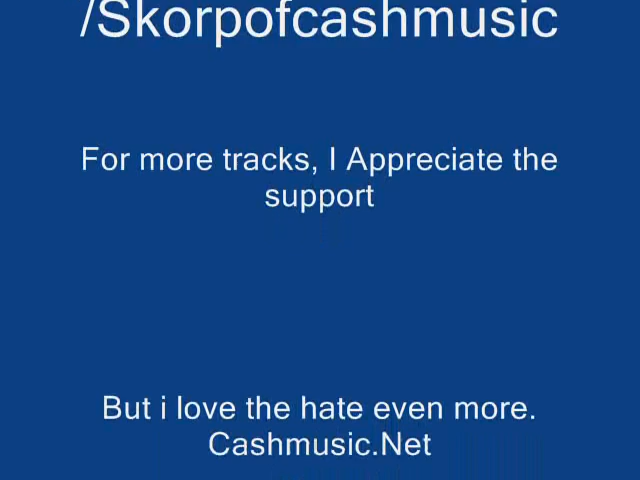 /Skorpofcashmusic
For more tracks, I Appreciate the
support
But i love the hate even more.
Cashmusic.Net